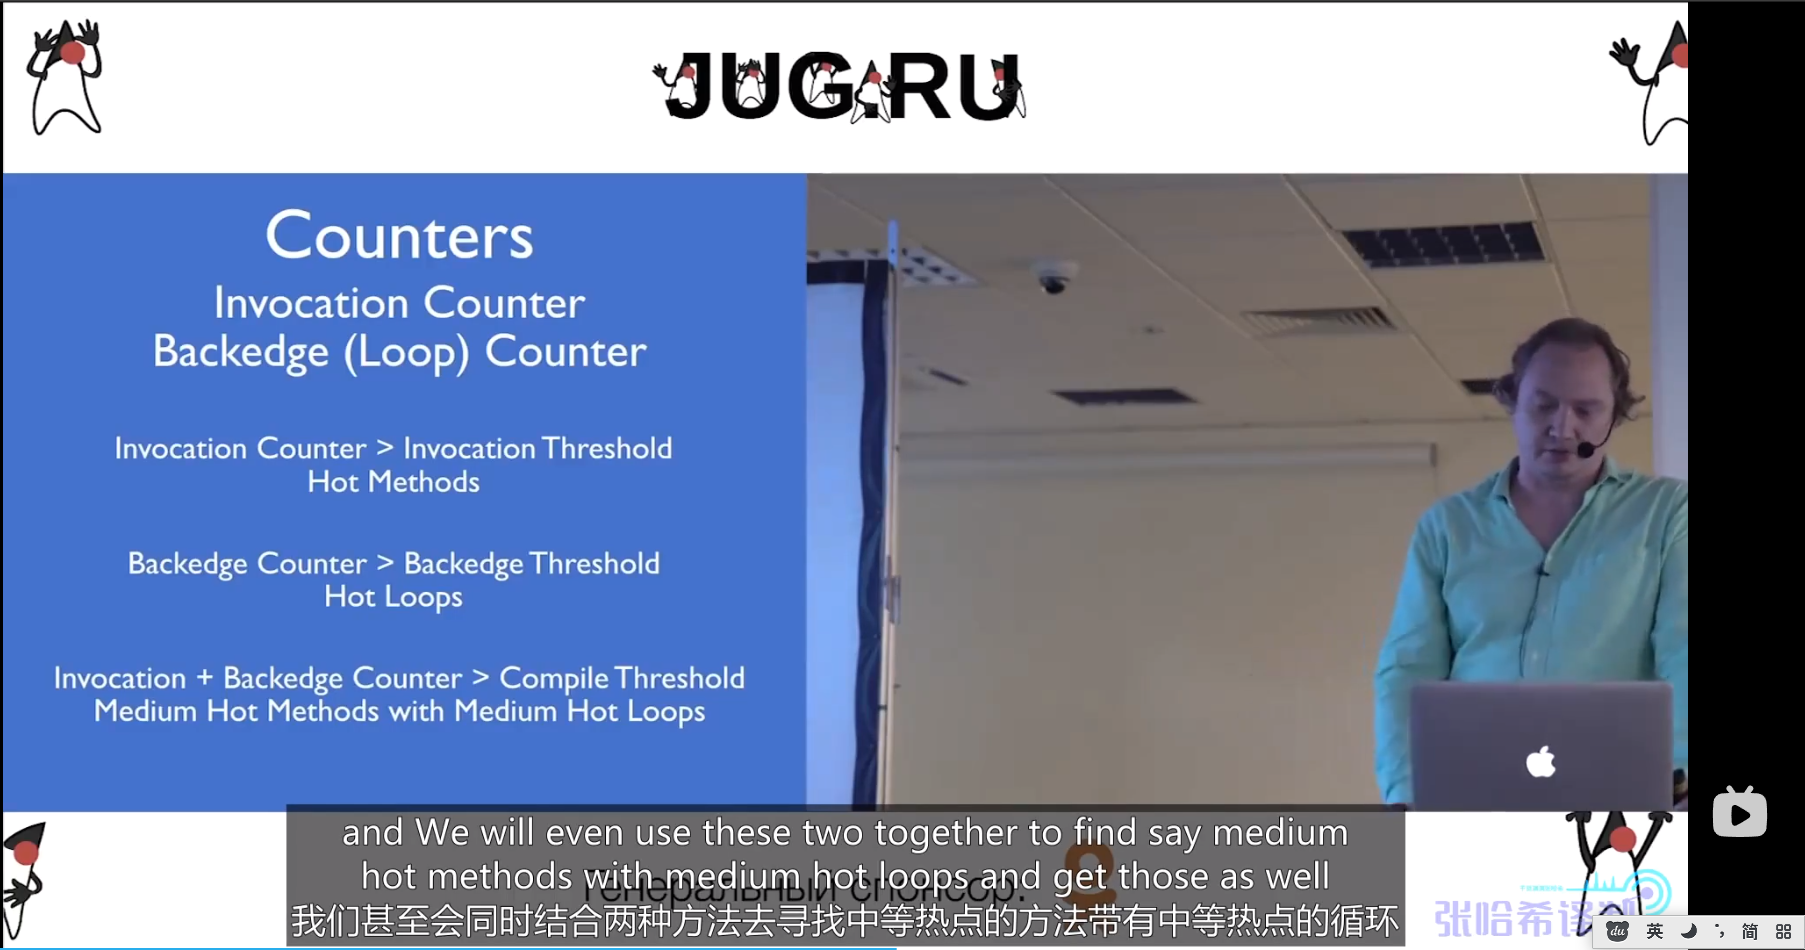 JUG.RU
Counters
Invocation Counter
Backedge (Loop) Counter
Invocation Counter > Invocation Threshold
Hot Methods
Backedge Counter > Backedge Threshold
Hot Loops
Invocation + Backedge Counter > Compile Threshold
Medium Hot Methods with Medium Hot Loops
and We will even use these two together to find say medium
hot methods with medium hot loops and get those as well
Генеральный спонсор:
我们甚至会同时结合两种方法去寻找中等热点的方法带有中等热点的循环
张哈希译制
du 英 简